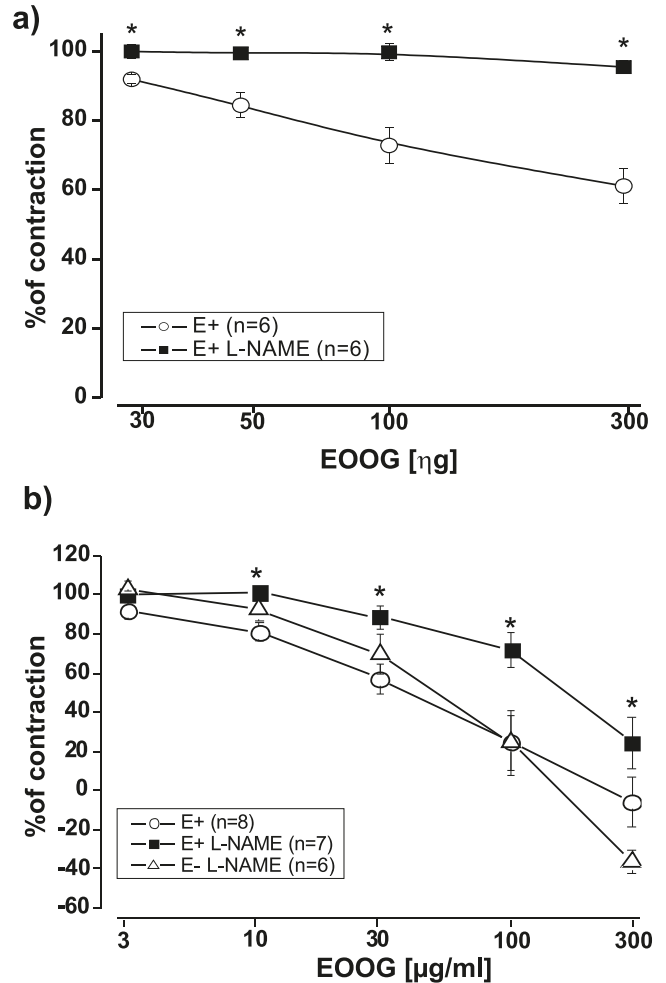 a)
* * * *
100
80
60
40
20
0
%of contraction
E+ (n=6)
E+ L-NAME (n=6)
30 50 100 300
EOOG [ηg]
b)
120
100
80
60
40
20
0
-20
-40
-60
%of contraction
* * * *
E+ (n=8)
E+ L-NAME (n=7)
E- L-NAME (n=6)
3 10 30 100 300
EOOG [µg/ml]